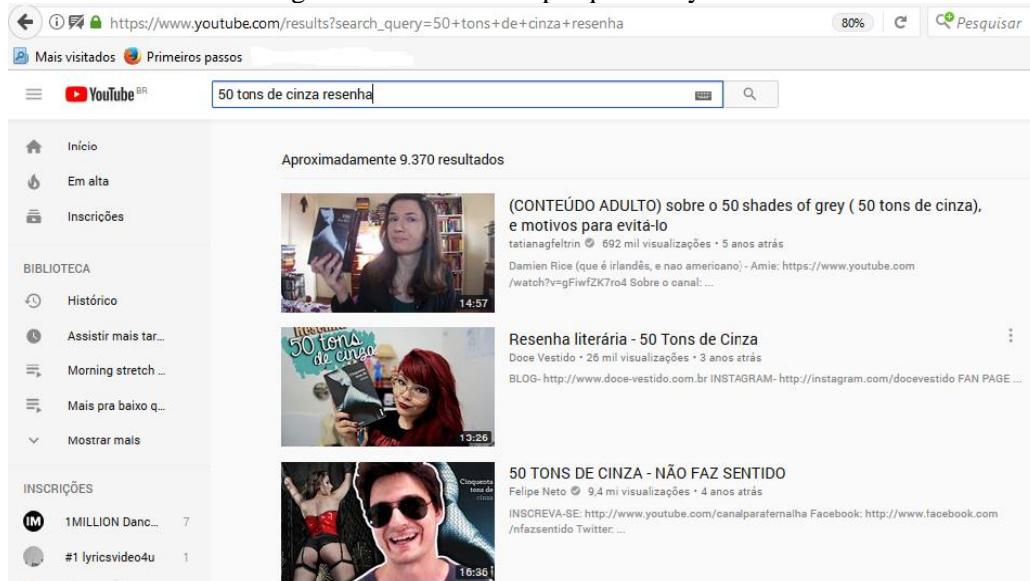 https://www.youtube.com/results?search_query=50+tons+de+cinza+resenha
80%
Pesquisar
Mais visitados
Primeiros passos
YouTube BR
50 tons de cinza resenha
Início
Em alta
Inscrições
BIBLIOTECA
Histórico
Assistir mais tar...
Morning stretch ...
Mais pra baixo q...
Mostrar mais
INSCRIÇÕES
IM
1MILLION Danc...
7
#1 lyricsvideo4u
1
Aproximadamente 9.370 resultados
14:57
(CONTEÚDO ADULTO) sobre o 50 shades of grey ( 50 tons de cinza),
e motivos para evitá-lo
tatianagfeltrin 692 mil visualizações • 5 anos atrás
Damien Rice (que é irlandês, e nao americano) - Amie: https://www.youtube.com
/watch?v=gFiwfZK7ro4 Sobre o canal: ...
Resenha
50 tons
de cinza
13:26
Resenha literária - 50 Tons de Cinza
Doce Vestido • 26 mil visualizações • 3 anos atrás
BLOG- http://www.doce-vestido.com.br INSTAGRAM- http://instagram.com/docevestido FAN PAGE ...
Cinquenta
tons de
cinza
16:36
50 TONS DE CINZA - NÃO FAZ SENTIDO
Felipe Neto 9,4 mi visualizações • 4 anos atrás
INSCREVA-SE: http://www.youtube.com/canalparafernalha Facebook: http://www.facebook.com
/nfazsentido Twitter: ...